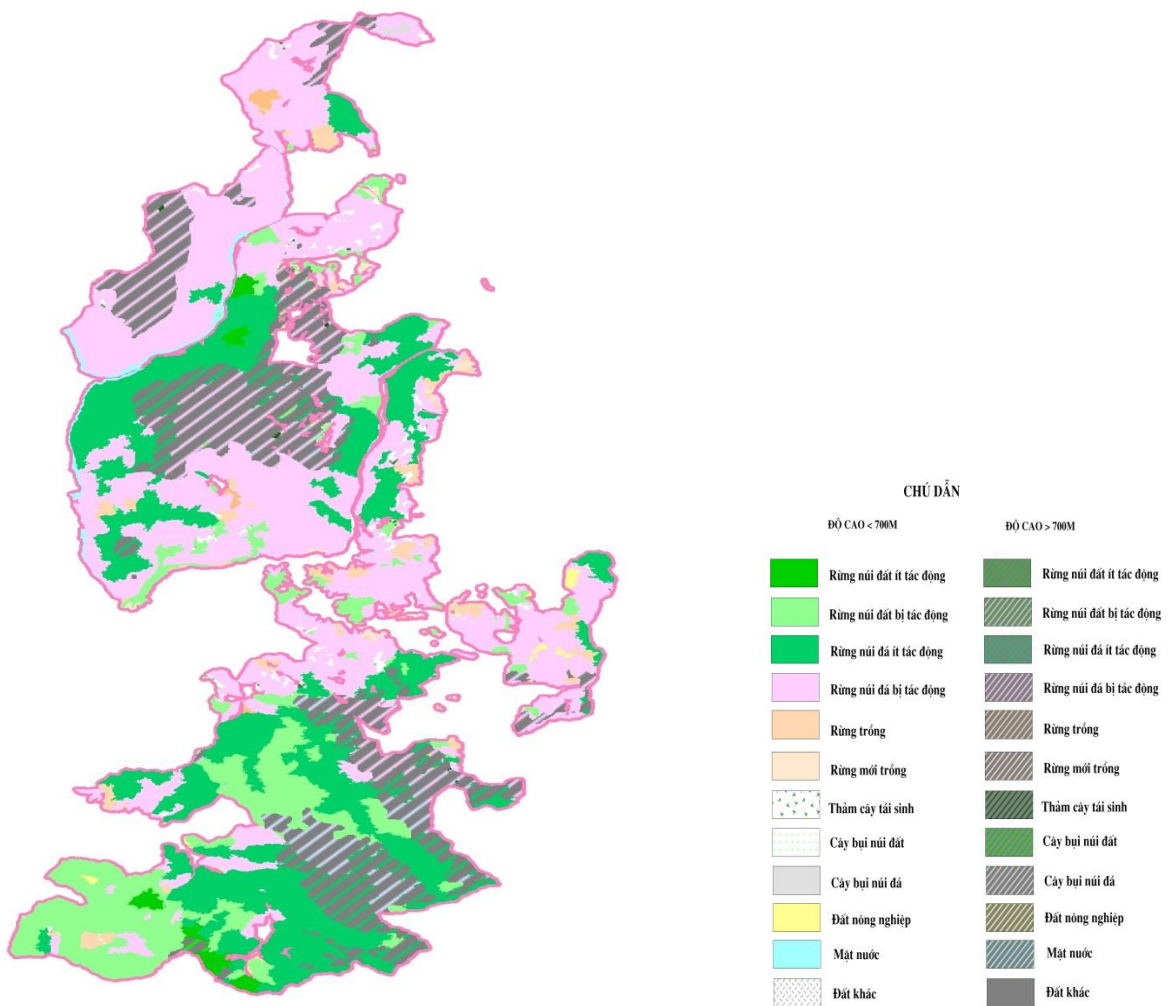 CHÚ DẪN
ĐỘ CAO < 700M
ĐỘ CAO > 700M
Rừng núi đất ít tác động
Rừng núi đất ít tác động
Rừng núi đất bị tác động
Rừng núi đất bị tác động
Rừng núi đá ít tác động
Rừng núi đá ít tác động
Rừng núi đá bị tác động
Rừng núi đá bị tác động
Rừng trồng
Rừng trồng
Rừng mới trồng
Rừng mới trồng
Thảm cây tái sinh
Thảm cây tái sinh
Cây bụi núi đất
Cây bụi núi đất
Cây bụi núi đá
Cây bụi núi đá
Đất nông nghiệp
Đất nông nghiệp
Mặt nước
Mặt nước
Đất khác
Đất khác